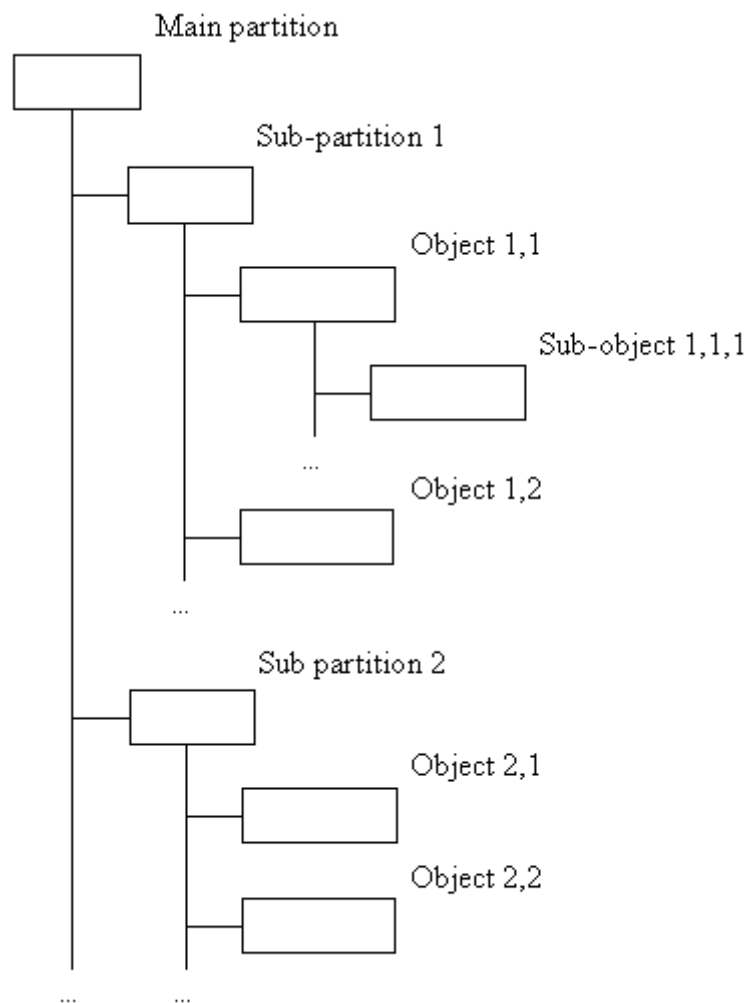 Main partition
Sub-partition 1
Object 1,1
Sub-object 1,1,1
...
Object 1,2
...
Sub partition 2
Object 2,1
Object 2,2
... ...